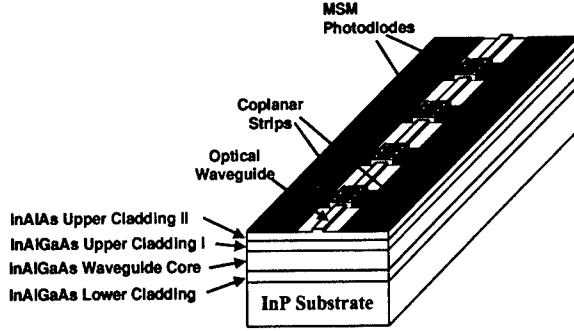 MSM
Photodiodes
Coplanar
Strips
Optical
Waveguide
InAlAs Upper Cladding II
InAlGaAs Upper Cladding I
InAlGaAs Waveguide Core
InAlGaAs Lower Cladding
InP Substrate